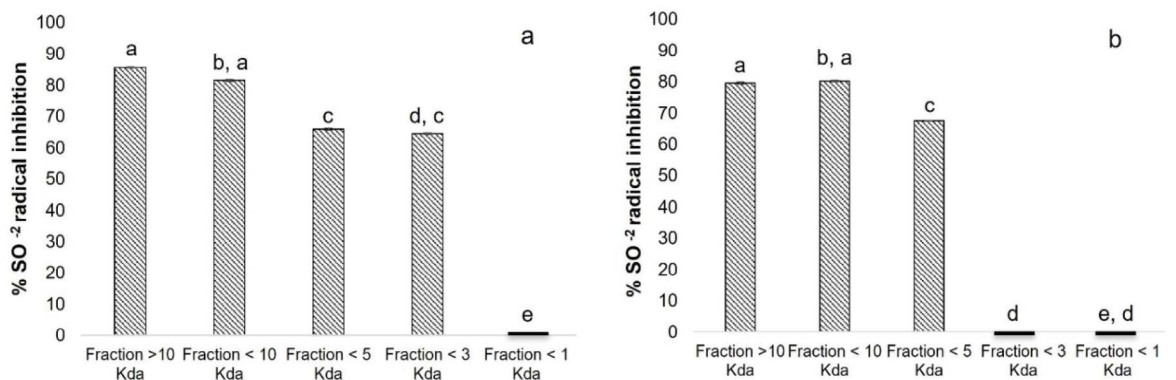 % SO ⁻² radical inhibition
100
90
80
70
60
50
40
30
20
10
0
a
a
b, a
c
d, c
e
Fraction >10 Kda
Fraction < 10 Kda
Fraction < 5 Kda
Fraction < 3 Kda
Fraction < 1 Kda
% SO ⁻² radical inhibition
100
90
80
70
60
50
40
30
20
10
0
b
a
b, a
c
d
e, d
Fraction >10 Kda
Fraction < 10 Kda
Fraction < 5 Kda
Fraction < 3 Kda
Fraction < 1 Kda